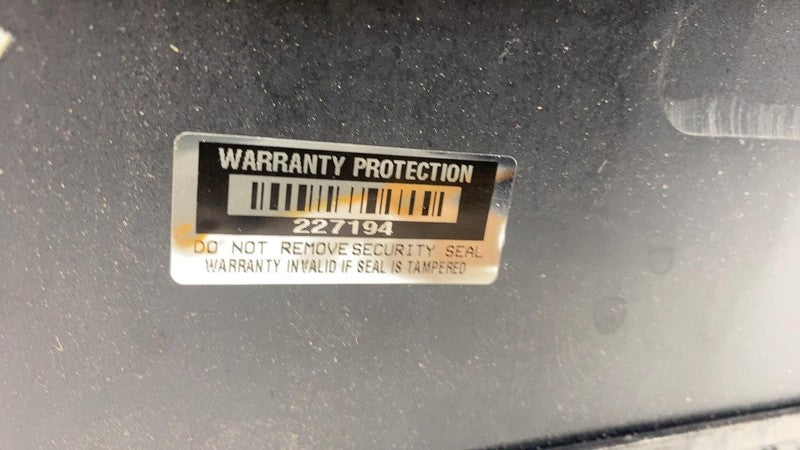 WARRANTY PROTECTION
227194
DO NOT REMOVE SECURITY SEAL
WARRANTY INVALID IF SEAL IS TAMPERED